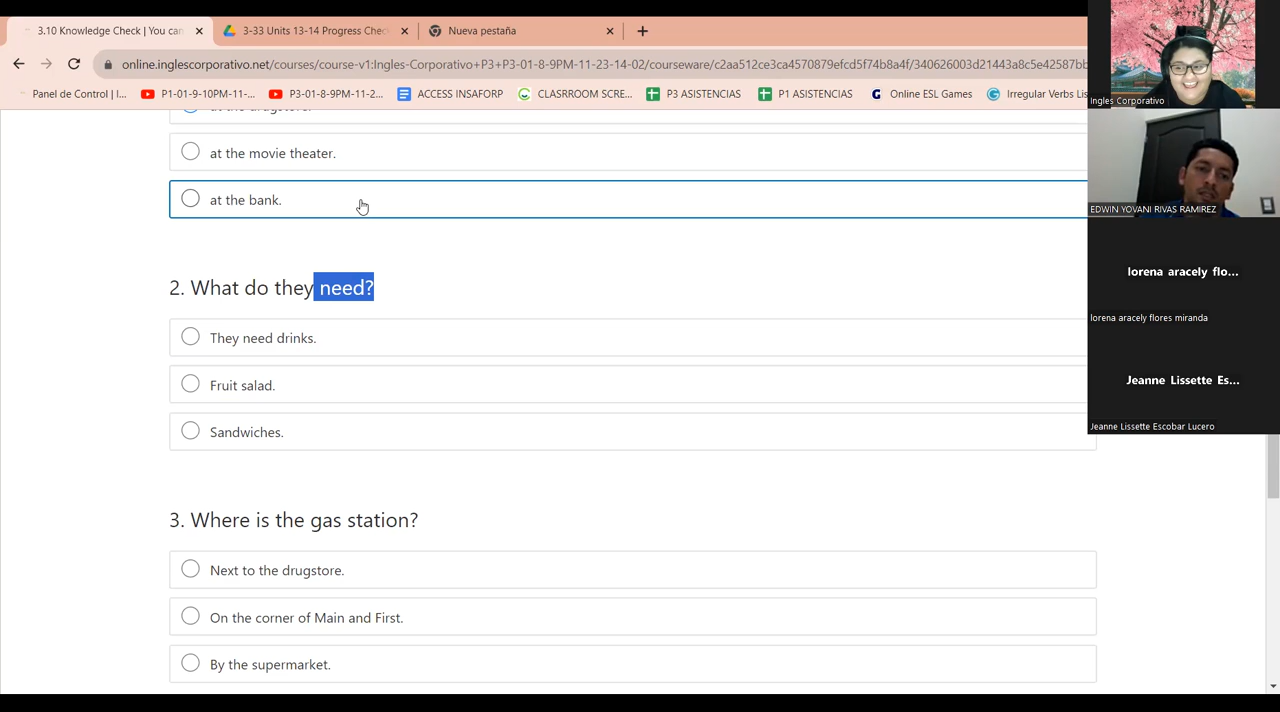 3.10 Knowledge Check | You can
3-33 Units 13-14 Progress Chec
Nueva pestaña
online.inglescorporativo.net/courses/course-v1:Ingles-Corporativo+P3+P3-01-8-9PM-11-23-14-02/courseware/c2aa512ce3ca4570879efcd5f74b8a4f/340626003d21443a8c5e42587bb
Panel de Control | I...
P1-01-9-10PM-11-...
P3-01-8-9PM-11-2...
ACCESS INSAFORP
CLASRROOM SCRE...
P3 ASISTENCIAS
P1 ASISTENCIAS
Online ESL Games
Irregular Verbs Lis
at the drugstore.
at the movie theater.
at the bank.
2. What do they need?
They need drinks.
Fruit salad.
Sandwiches.
3. Where is the gas station?
Next to the drugstore.
On the corner of Main and First.
By the supermarket.
Ingles Corporativo
EDWIN YOVANI RIVAS RAMIREZ
lorena aracely flo...
lorena aracely flores miranda
Jeanne Lissette Es...
Jeanne Lissette Escobar Lucero